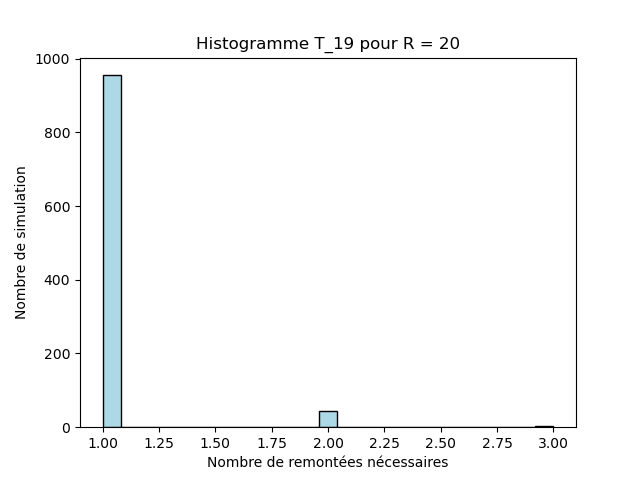 Histogramme T_19 pour R = 20
1000
800
600
400
200
0
Nombre de simulation
1.00 1.25 1.50 1.75 2.00 2.25 2.50 2.75 3.00
Nombre de remontées nécessaires